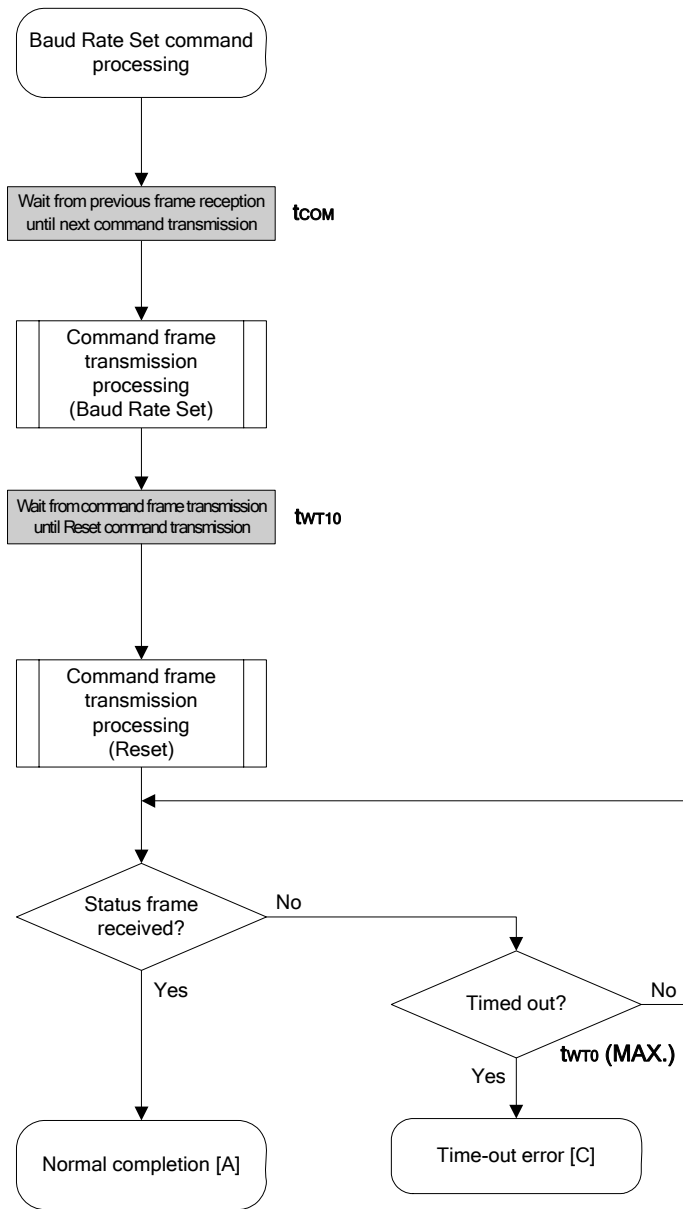 Baud Rate Set command
processing
Wait from previous frame reception
until next command transmission
tCOM
Command frame
transmission
processing
(Baud Rate Set)
Wait from command frame transmission
until Reset command transmission
tWT10
Command frame
transmission
processing
(Reset)
Status frame
received?
No
Yes
Timed out?
No
tWT0 (MAX.)
Yes
Normal completion [A]
Time-out error [C]